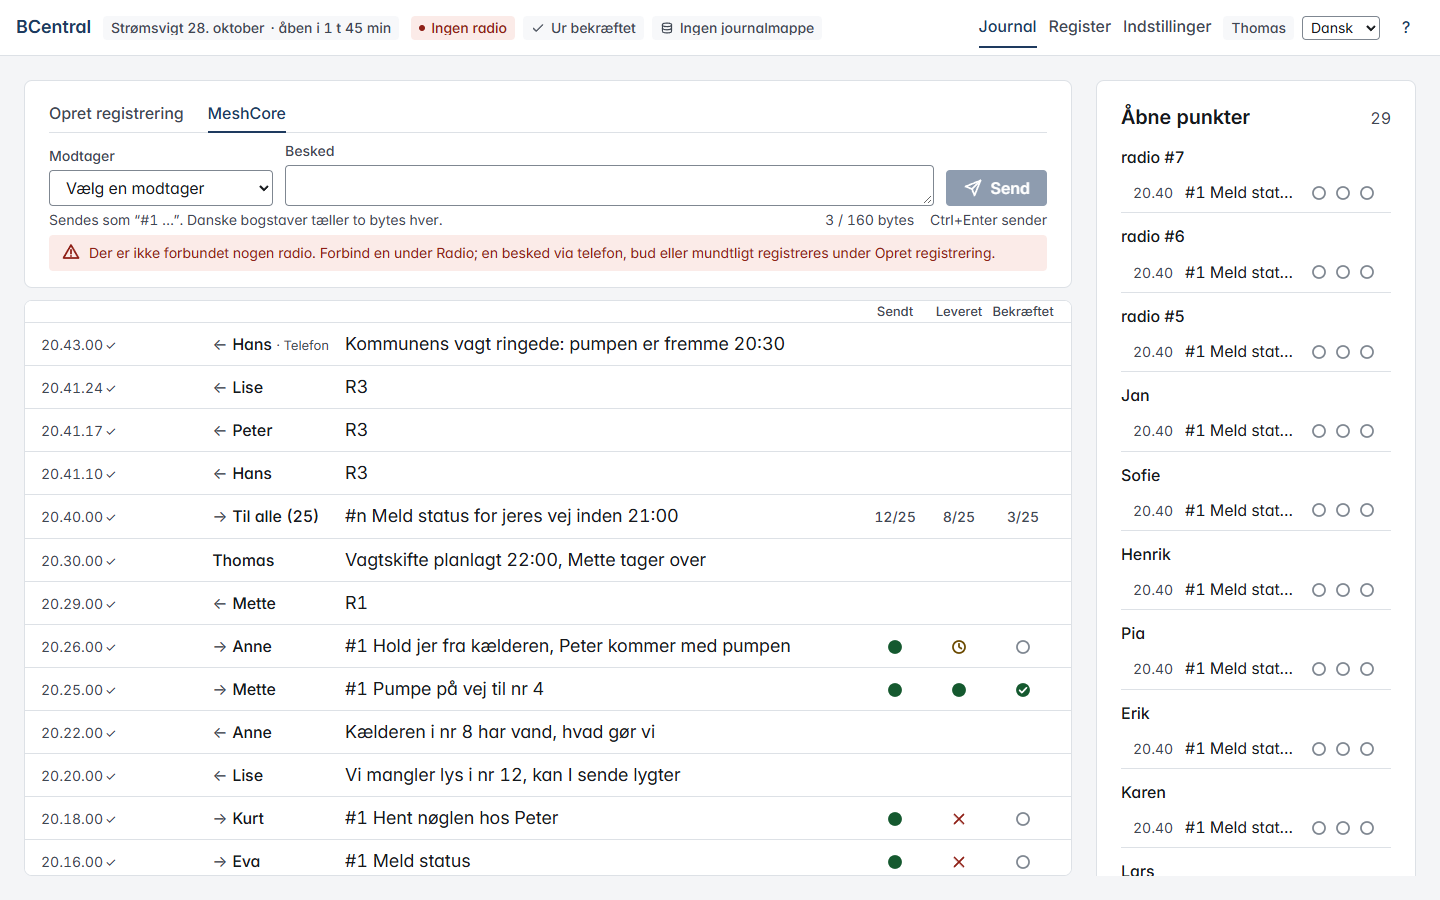 BCentral Strømsvigt 28. oktober · åben i 1 t 45 min Ingen radio Ur bekræftet Ingen journalmappe Journal Register Indstillinger Thomas Dansk ?
Opret registrering MeshCore
Modtager Besked
Vælg en modtager Send
Sendes som “#1 ...”. Danske bogstaver tæller to bytes hver. 3 / 160 bytes Ctrl+Enter sender
Der er ikke forbundet nogen radio. Forbind en under Radio; en besked via telefon, bud eller mundtligt registreres under Opret registrering.
Sendt Leveret Bekræftet
20.43.00 ✓ ← Hans · Telefon Kommunens vagt ringede: pumpen er fremme 20:30
20.41.24 ✓ ← Lise R3
20.41.17 ✓ ← Peter R3
20.41.10 ✓ ← Hans R3
20.40.00 ✓ → Til alle (25) #n Meld status for jeres vej inden 21:00 12/25 8/25 3/25
20.30.00 ✓ Thomas Vagtskifte planlagt 22:00, Mette tager over
20.29.00 ✓ ← Mette R1
20.26.00 ✓ → Anne #1 Hold jer fra kælderen, Peter kommer med pumpen
20.25.00 ✓ → Mette #1 Pumpe på vej til nr 4
20.22.00 ✓ ← Anne Kælderen i nr 8 har vand, hvad gør vi
20.20.00 ✓ ← Lise Vi mangler lys i nr 12, kan I sende lygter
20.18.00 ✓ → Kurt #1 Hent nøglen hos Peter
20.16.00 ✓ → Eva #1 Meld status
Åbne punkter 29
radio #7
20.40 #1 Meld stat...
radio #6
20.40 #1 Meld stat...
radio #5
20.40 #1 Meld stat...
Jan
20.40 #1 Meld stat...
Sofie
20.40 #1 Meld stat...
Henrik
20.40 #1 Meld stat...
Pia
20.40 #1 Meld stat...
Erik
20.40 #1 Meld stat...
Karen
20.40 #1 Meld stat...
Lars